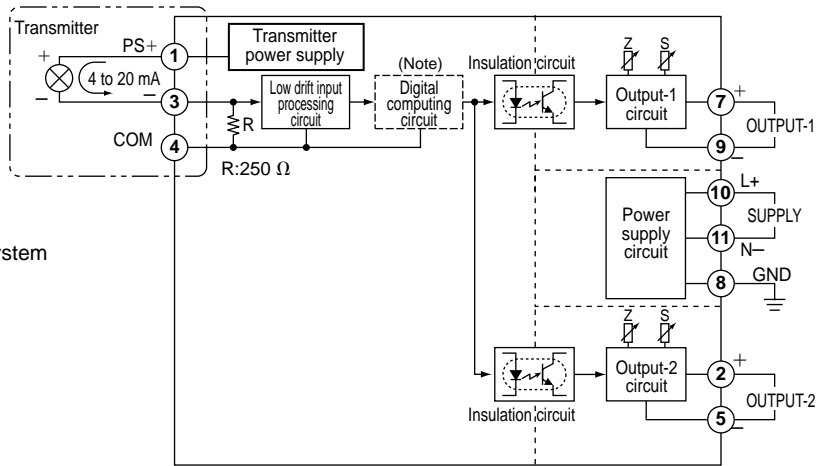 Transmitter
PS+
1
Transmitter
power supply
+
4 to 20 mA
−
−
3
Low drift input
processing
circuit
(Note)
Digital
computing
circuit
COM
4
R
R:250 Ω
Insulation circuit
Z S
Output-1
circuit
7
+
OUTPUT-1
9
−
Power
supply
circuit
10
L+
SUPPLY
11
N−
8
GND
ystem
Z S
Output-2
circuit
2
+
OUTPUT-2
5
−
Insulation circuit